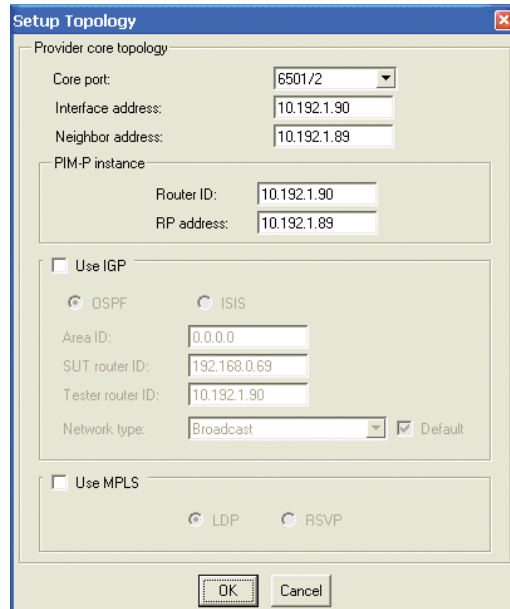 Setup Topology
Provider core topology
Core port: 6501/2
Interface address: 10.192.1.90
Neighbor address: 10.192.1.89
PIM-P instance
Router ID: 10.192.1.90
RP address: 10.192.1.89
Use IGP
OSPF ISIS
Area ID: 0.0.0.0
SUT router ID: 192.168.0.69
Tester router ID: 10.192.1.90
Network type: Broadcast Default
Use MPLS
LDP RSVP
OK Cancel